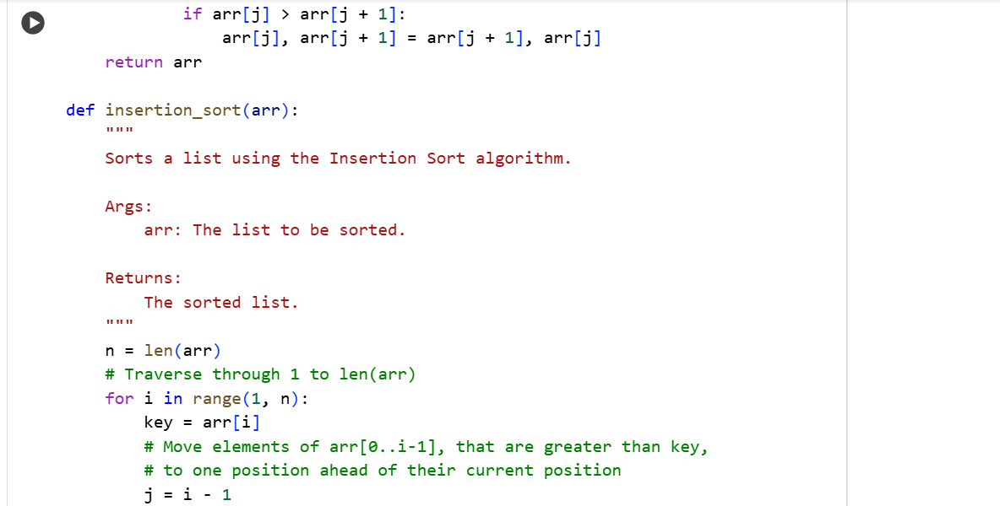 if arr[j] > arr[j + 1]:
arr[j], arr[j + 1] = arr[j + 1], arr[j]
return arr
def insertion_sort(arr):
"""
Sorts a list using the Insertion Sort algorithm.
Args:
arr: The list to be sorted.
Returns:
The sorted list.
"""
n = len(arr)
# Traverse through 1 to len(arr)
for i in range(1, n):
key = arr[i]
# Move elements of arr[0..i-1], that are greater than key,
# to one position ahead of their current position
j = i - 1